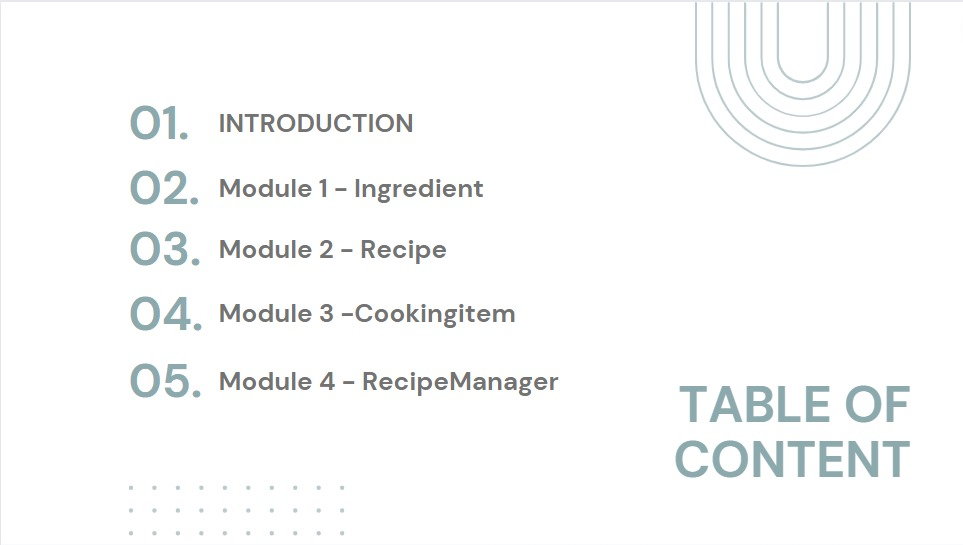 01. INTRODUCTION
02. Module 1 - Ingredient
03. Module 2 - Recipe
04. Module 3 -Cookingitem
05. Module 4 - RecipeManager
TABLE OF
CONTENT